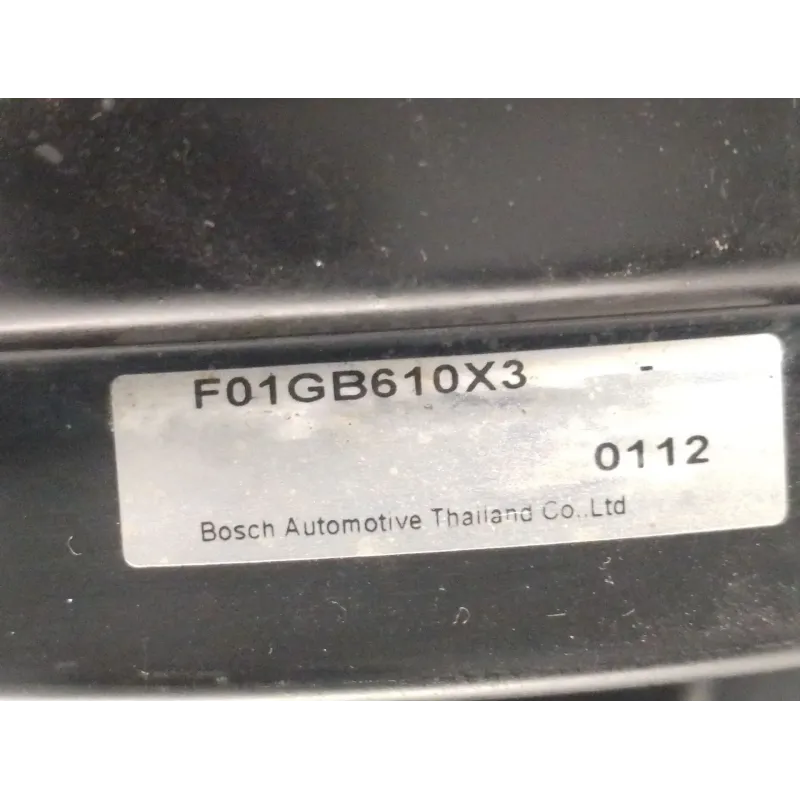 F01GB610X3 -
0112
Bosch Automotive Thailand Co.,Ltd